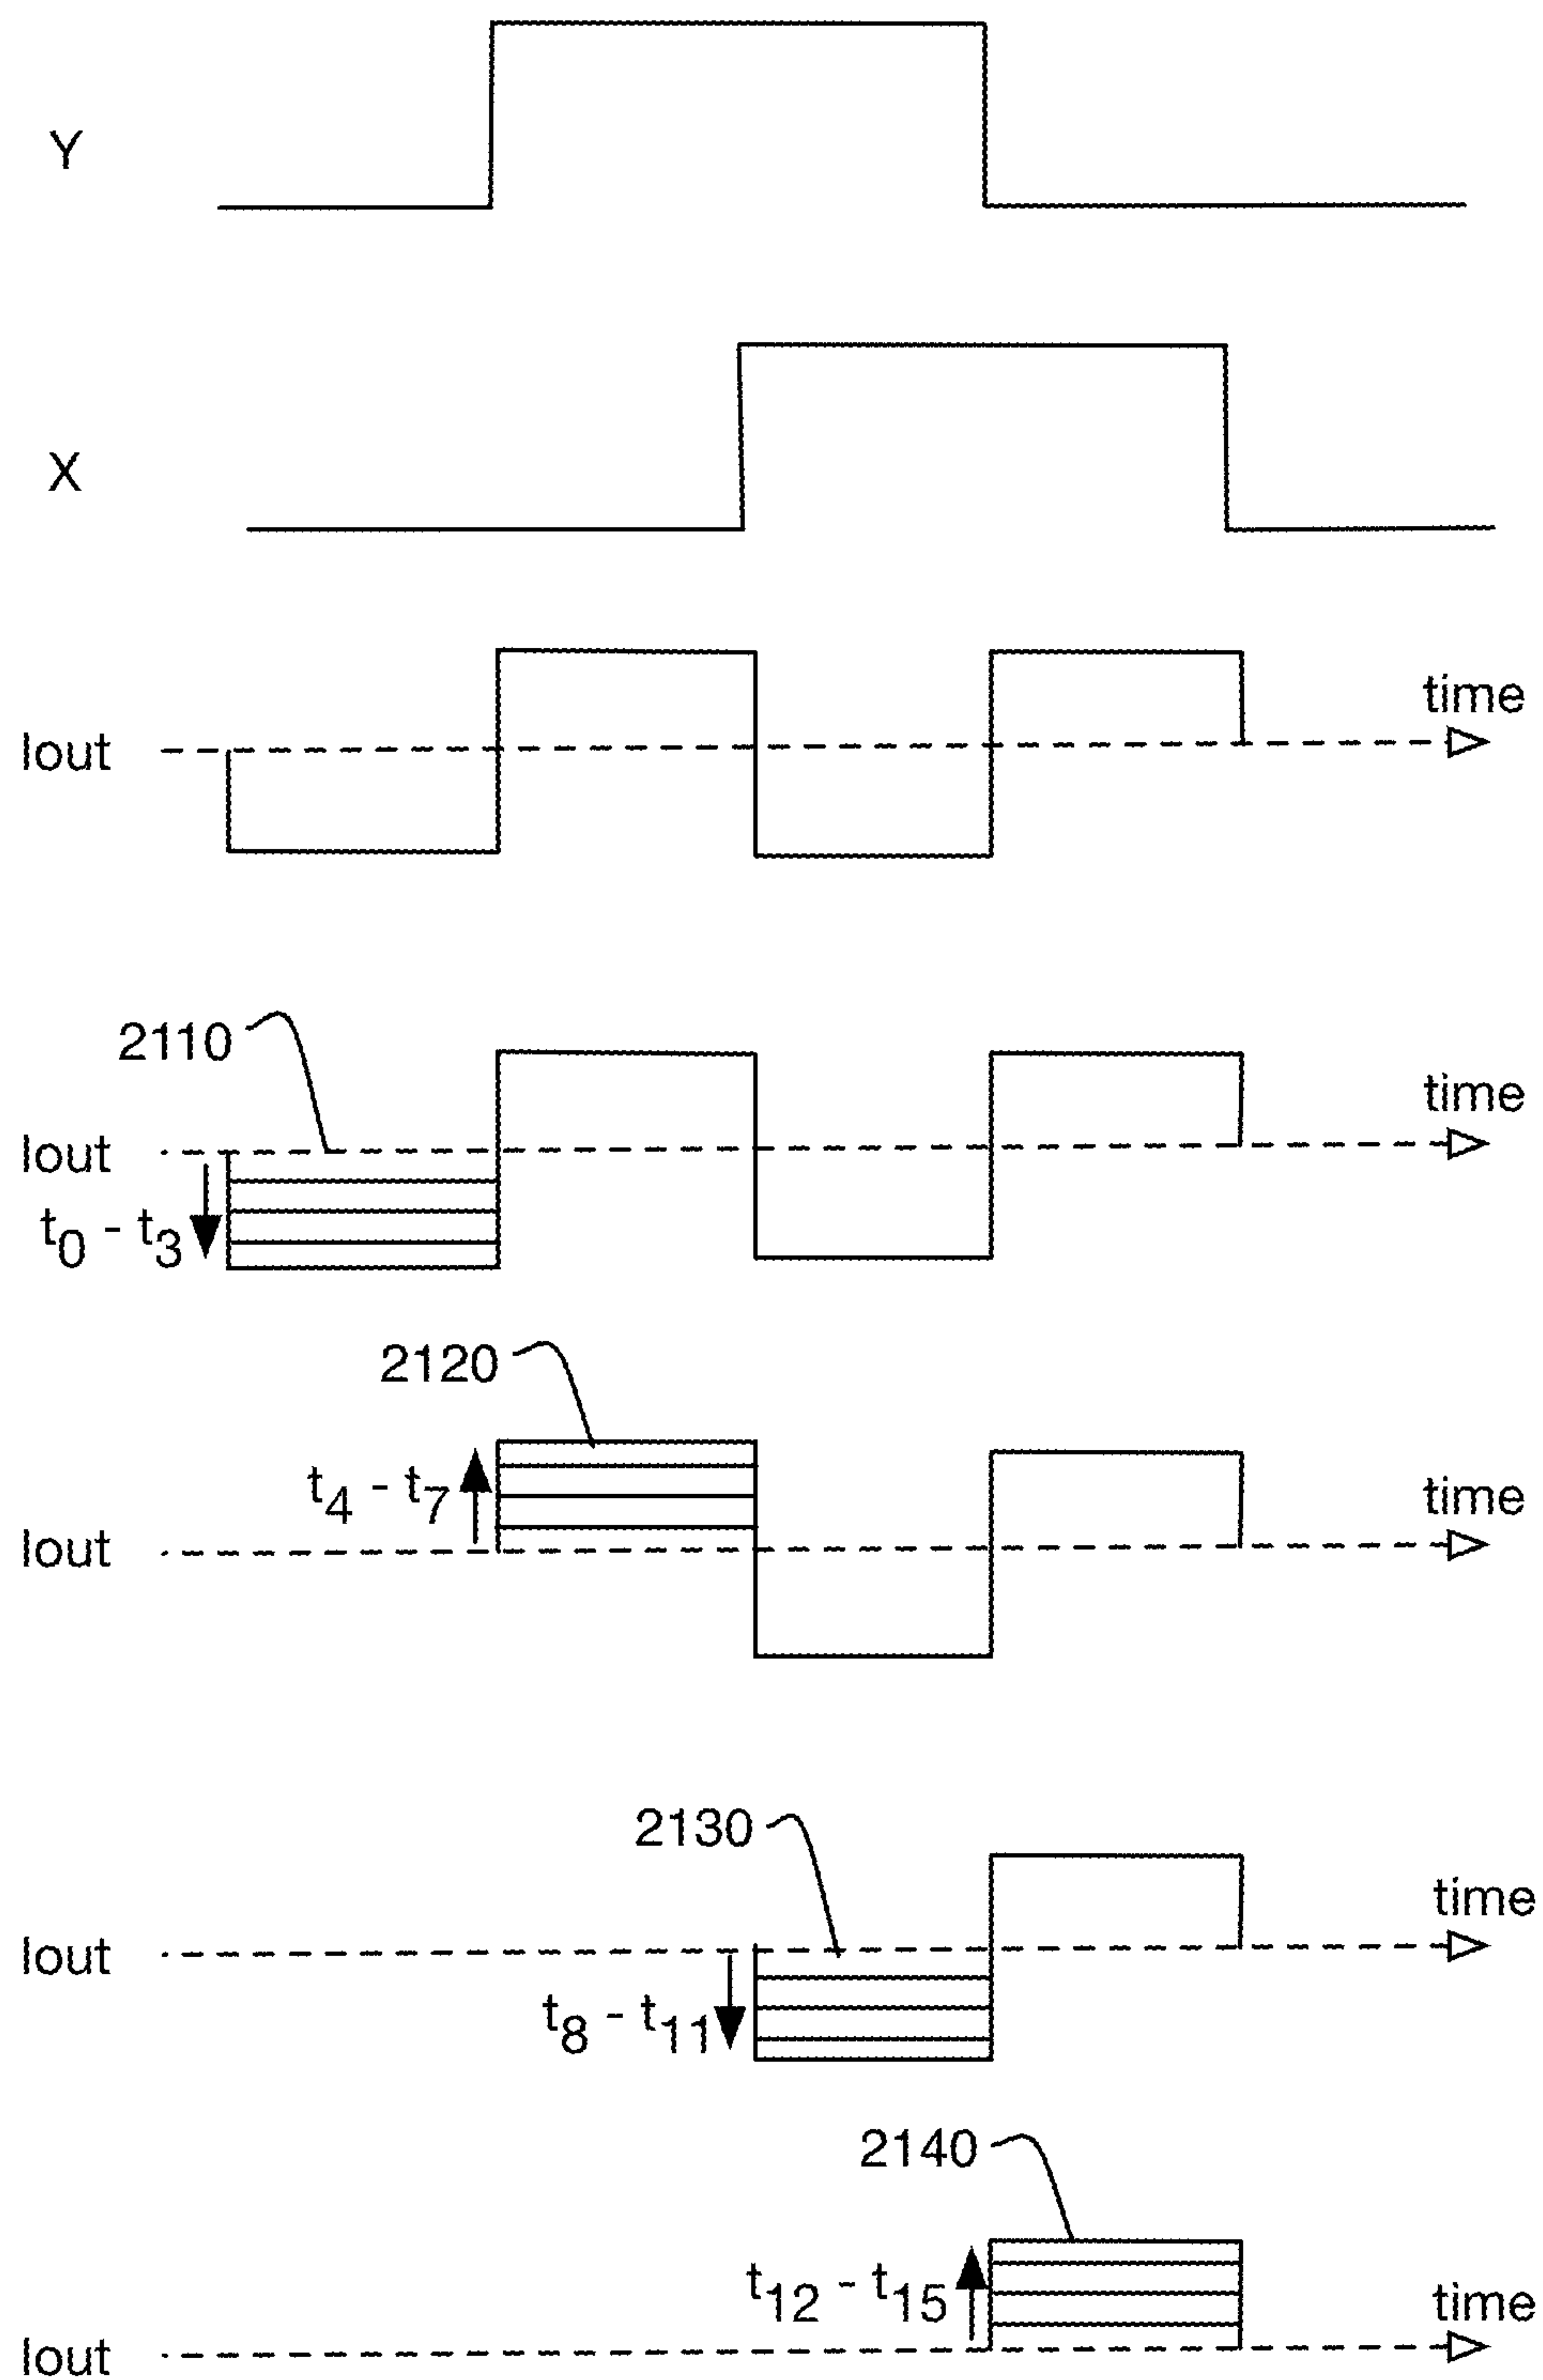 Y
X
time
Iout
2110
time
Iout
t0 - t3
2120
t4 - t7
time
Iout
2130
time
Iout
t8 - t11
2140
t12 - t15
time
Iout